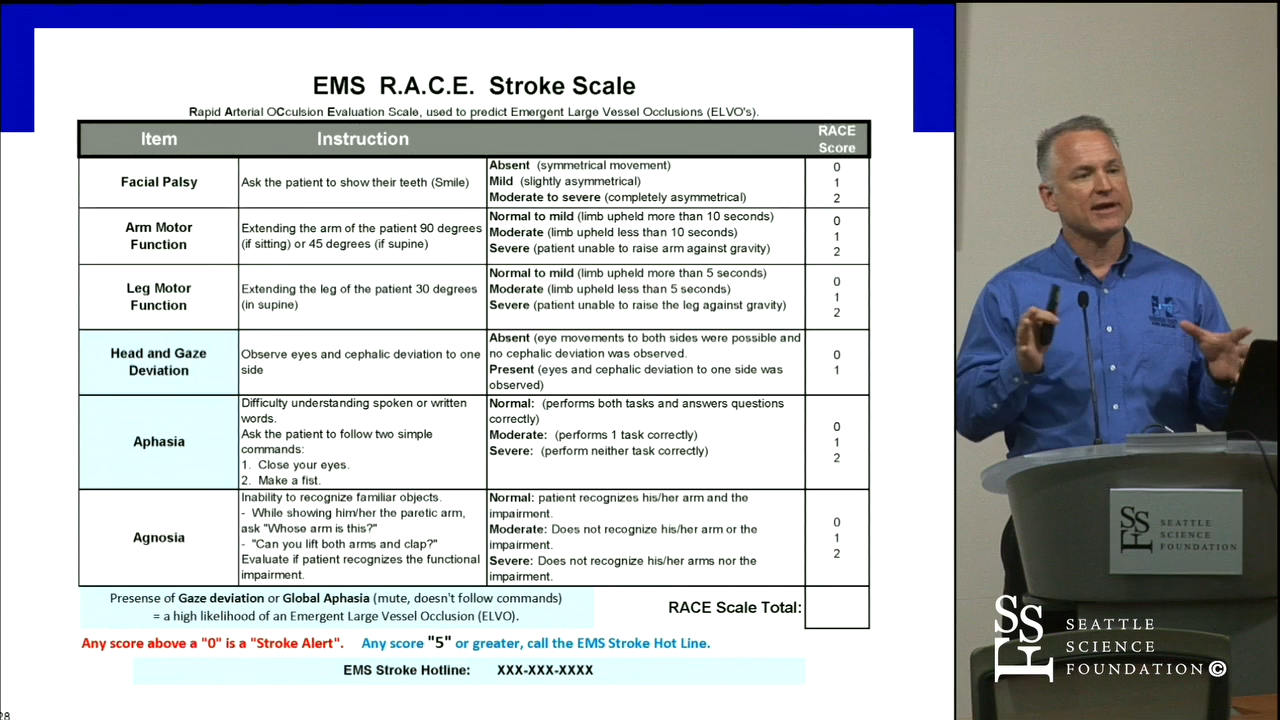 EMS R.A.C.E. Stroke Scale
Rapid Arterial OCculsion Evaluation Scale, used to predict Emergent Large Vessel Occlusions (ELVO's).
Item Instruction RACE
Score
Facial Palsy
Ask the patient to show their teeth (Smile)
Absent (symmetrical movement)
Mild (slightly asymmetrical)
Moderate to severe (completely asymmetrical)
0
1
2
Arm Motor
Function
Extending the arm of the patient 90 degrees
(if sitting) or 45 degrees (if supine)
Normal to mild (limb upheld more than 10 seconds)
Moderate (limb upheld less than 10 seconds)
Severe (patient unable to raise arm against gravity)
0
1
2
Leg Motor
Function
Extending the leg of the patient 30 degrees
(in supine)
Normal to mild (limb upheld more than 5 seconds)
Moderate (limb upheld less than 5 seconds)
Severe (patient unable to raise the leg against gravity)
0
1
2
Head and Gaze
Deviation
Observe eyes and cephalic deviation to one
side
Absent (eye movements to both sides were possible and
no cephalic deviation was observed.
Present (eyes and cephalic deviation to one side was
observed)
0
1
Aphasia
Difficulty understanding spoken or written
words.
Ask the patient to follow two simple
commands:
1. Close your eyes.
2. Make a fist.
Normal: (performs both tasks and answers questions
correctly)
Moderate: (performs 1 task correctly)
Severe: (perform neither task correctly)
0
1
2
Agnosia
Inability to recognize familiar objects.
- While showing him/her the paretic arm,
ask "Whose arm is this?"
- "Can you lift both arms and clap?"
Evaluate if patient recognizes the functional
impairment.
Normal: patient recognizes his/her arm and the
impairment.
Moderate: Does not recognize his/her arm or the
impairment.
Severe: Does not recognize his/her arms nor the
impairment.
0
1
2
Presense of Gaze deviation or Global Aphasia (mute, doesn't follow commands)
= a high likelihood of an Emergent Large Vessel Occlusion (ELVO).
RACE Scale Total:
Any score above a "0" is a "Stroke Alert". Any score "5" or greater, call the EMS Stroke Hot Line.
EMS Stroke Hotline: XXX-XXX-XXXX
28
SSF
SEATTLE
SCIENCE
FOUNDATION
SSF
SEATTLE
SCIENCE
FOUNDATION©